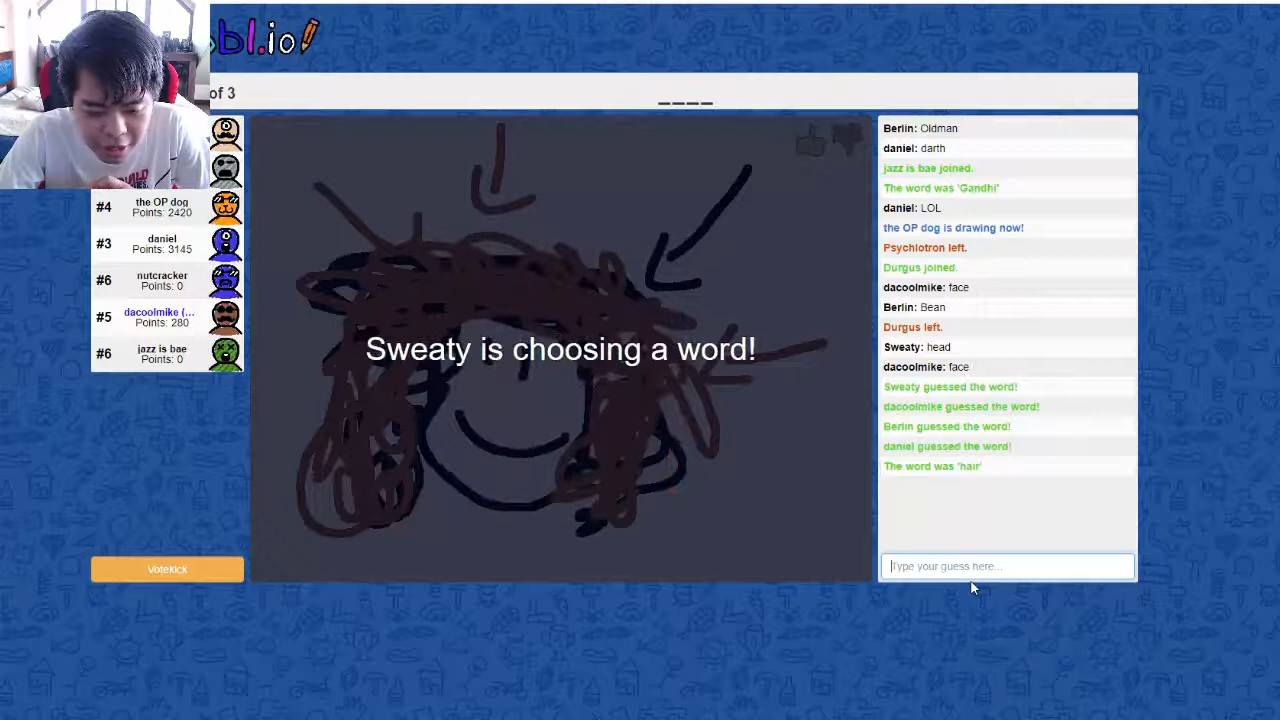 bl.io
of 3
____
#4 the OP dog
Points: 2420
#3 daniel
Points: 3145
#6 nutcracker
Points: 0
#5 dacoolmike (...
Points: 280
#6 jazz is bae
Points: 0
Votekick
Sweaty is choosing a word!
Berlin: Oldman
daniel: darth
jazz is bae joined.
The word was 'Gandhi'
daniel: LOL
the OP dog is drawing now!
Psychlotron left.
Durgus joined.
dacoolmike: face
Berlin: Bean
Durgus left.
Sweaty: head
dacoolmike: face
Sweaty guessed the word!
dacoolmike guessed the word!
Berlin guessed the word!
daniel guessed the word!
The word was 'hair'
Type your guess here...